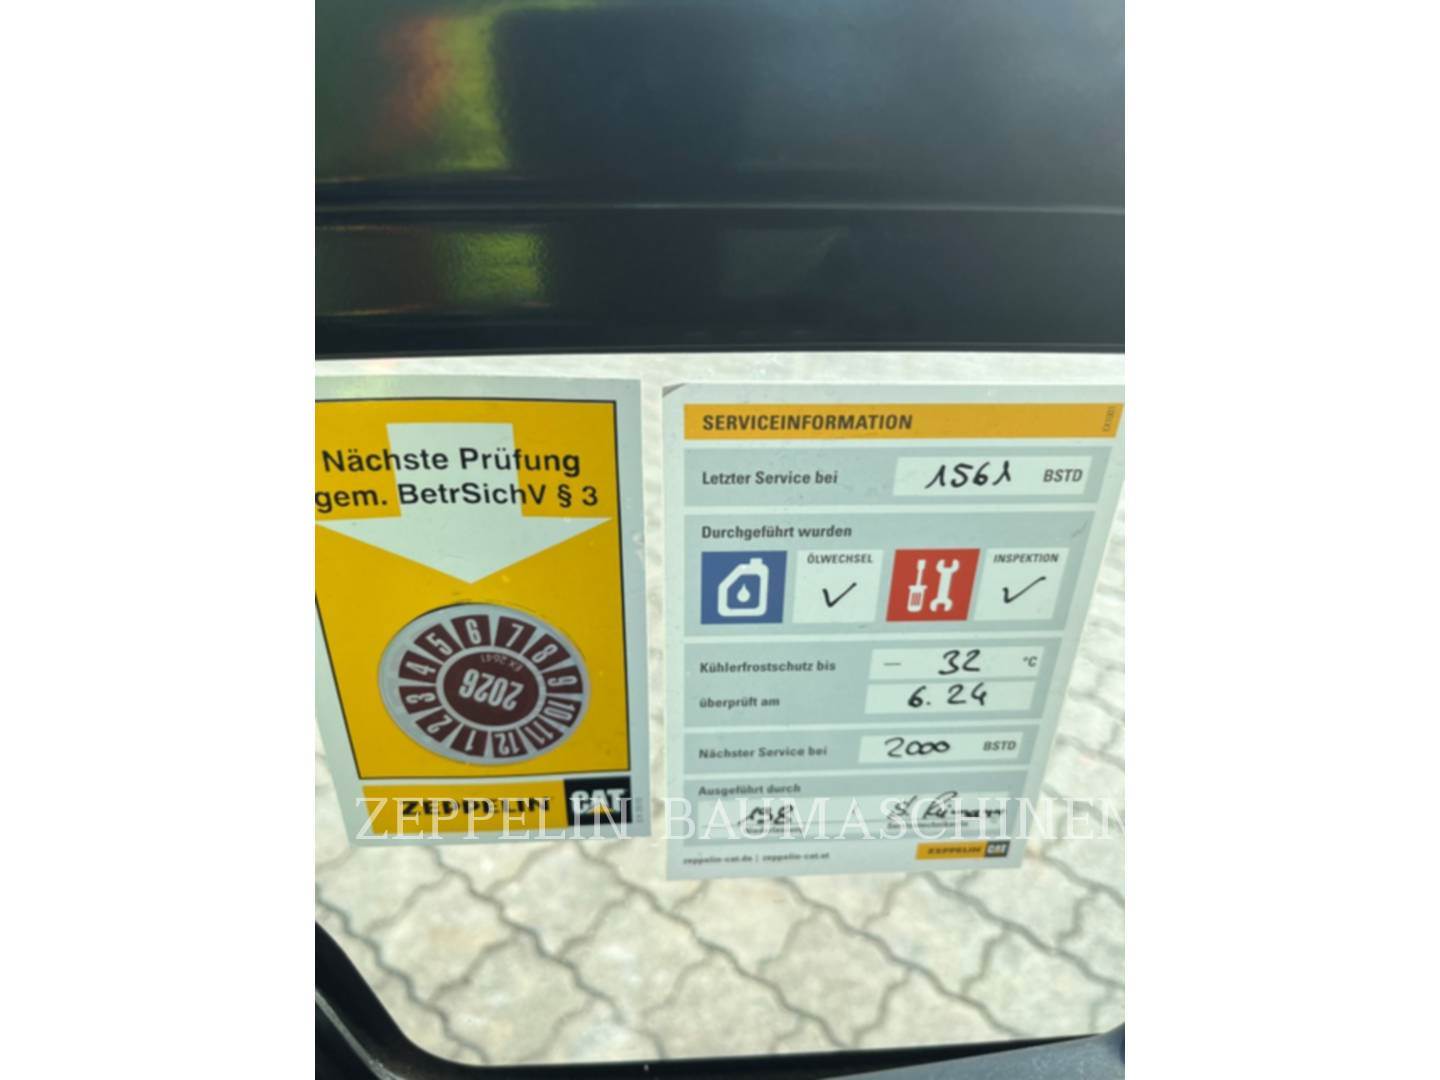 Nächste Prüfung
gem. BetrSichV § 3
1 2 3 4 5 6 7 8 9 10 11 12
EX 2641
2026
ZEPPELIN CAT
SERVICEINFORMATION
Letzter Service bei 1561 BSTD
Durchgeführt wurden
ÖLWECHSEL ✓ INSPEKTION ✓
Kühlerfrostschutz bis - 32 °C
überprüft am 6. 24
Nächster Service bei 2000 BSTD
Ausgeführt durch
zeppelin-cat.de | zeppelin-cat.at
ZEPPELIN CAT
ZEPPELIN BAUMASCHINEN